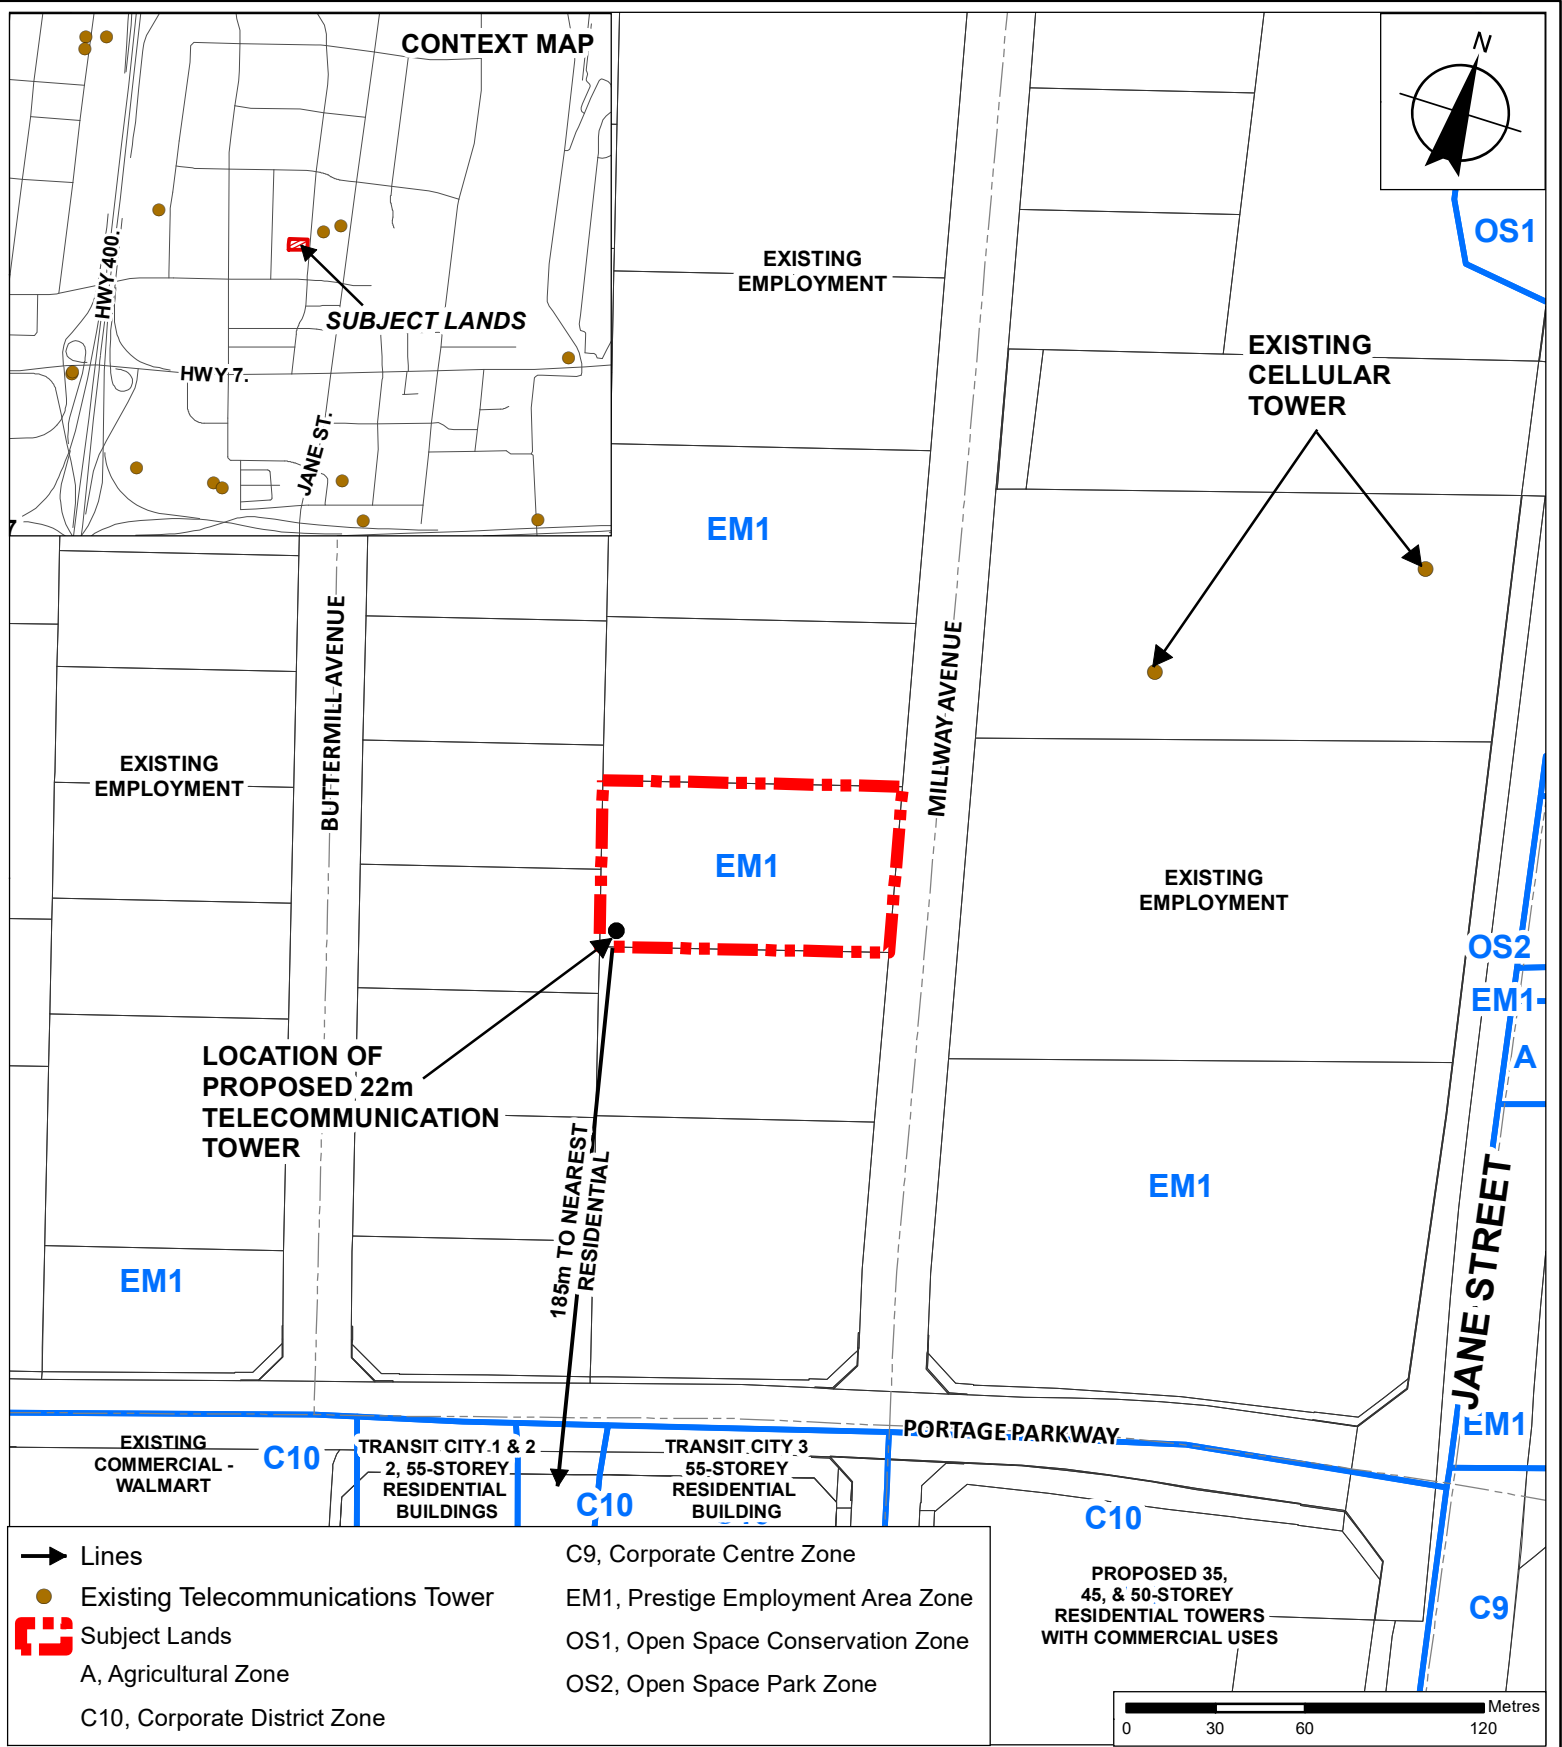 CONTEXT MAP
N
HWY 400.
SUBJECT LANDS
HWY 7.
JANE ST.
7
OS1
EXISTING
EMPLOYMENT
EXISTING
CELLULAR
TOWER
EM1
BUTTERMILL AVENUE
MILLWAY AVENUE
EXISTING
EMPLOYMENT
EM1
EXISTING
EMPLOYMENT
OS2
EM1
A
LOCATION OF
PROPOSED 22m
TELECOMMUNICATION
TOWER
185m TO NEAREST
RESIDENTIAL
EM1
EM1
JANE STREET
EM1
PORTAGE PARKWAY
EXISTING
COMMERCIAL -
WALMART
C10
TRANSIT CITY 1 & 2
2, 55-STOREY
RESIDENTIAL
BUILDINGS
C10
TRANSIT CITY 3
55-STOREY
RESIDENTIAL
BUILDING
C10
PROPOSED 35,
45, & 50-STOREY
RESIDENTIAL TOWERS
WITH COMMERCIAL USES
C9
Lines
Existing Telecommunications Tower
Subject Lands
A, Agricultural Zone
C10, Corporate District Zone
C9, Corporate Centre Zone
EM1, Prestige Employment Area Zone
OS1, Open Space Conservation Zone
OS2, Open Space Park Zone
Metres
0 30 60 120